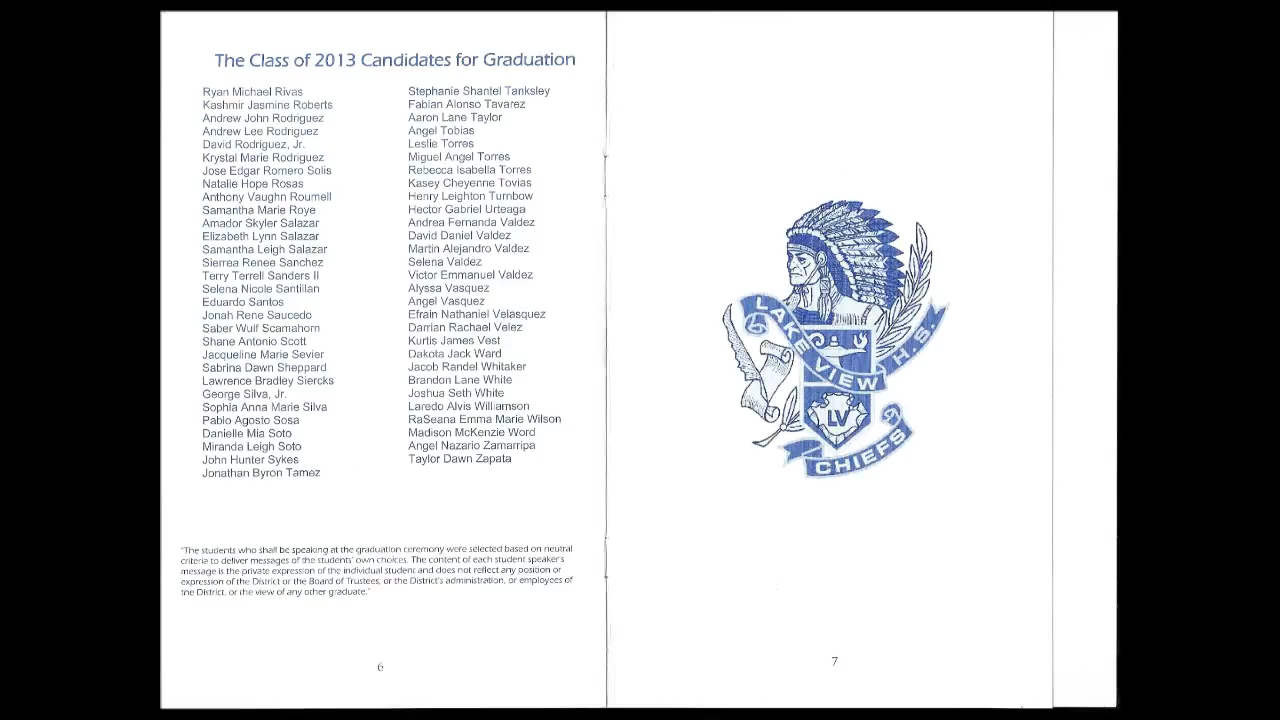 The Class of 2013 Candidates for Graduation
Ryan Michael Rivas
Kashmir Jasmine Roberts
Andrew John Rodriguez
Andrew Lee Rodriguez
David Rodriguez, Jr.
Krystal Marie Rodriguez
Jose Edgar Romero Solis
Natalie Hope Rosas
Anthony Vaughn Roumell
Samantha Marie Roye
Amador Skyler Salazar
Elizabeth Lynn Salazar
Samantha Leigh Salazar
Sierrea Renee Sanchez
Terry Terrell Sanders II
Selena Nicole Santillan
Eduardo Santos
Jonah Rene Saucedo
Saber Wulf Scamahorn
Shane Antonio Scott
Jacqueline Marie Sevier
Sabrina Dawn Sheppard
Lawrence Bradley Siercks
George Silva, Jr.
Sophia Anna Marie Silva
Pablo Agosto Sosa
Danielle Mia Soto
Miranda Leigh Soto
John Hunter Sykes
Jonathan Byron Tamez
Stephanie Shantel Tanksley
Fabian Alonso Tavarez
Aaron Lane Taylor
Angel Tobias
Leslie Torres
Miguel Angel Torres
Rebecca Isabella Torres
Kasey Cheyenne Tovias
Henry Leighton Turnbow
Hector Gabriel Urteaga
Andrea Fernanda Valdez
David Daniel Valdez
Martin Alejandro Valdez
Selena Valdez
Victor Emmanuel Valdez
Alyssa Vasquez
Angel Vasquez
Efrain Nathaniel Velasquez
Darrian Rachael Velez
Kurtis James Vest
Dakota Jack Ward
Jacob Randel Whitaker
Brandon Lane White
Joshua Seth White
Laredo Alvis Williamson
RaSeana Emma Marie Wilson
Madison McKenzie Word
Angel Nazario Zamarripa
Taylor Dawn Zapata
"The students who shall be speaking at the graduation ceremony were selected based on neutral
criteria to deliver messages of the students' own choices. The content of each student speaker's
message is the private expression of the individual student and does not reflect any position or
expression of the District or the Board of Trustees, or the District's administration, or employees of
the District, or the view of any other graduate."
6
LAKE VIEW H.S.
LV
CHIEFS
7